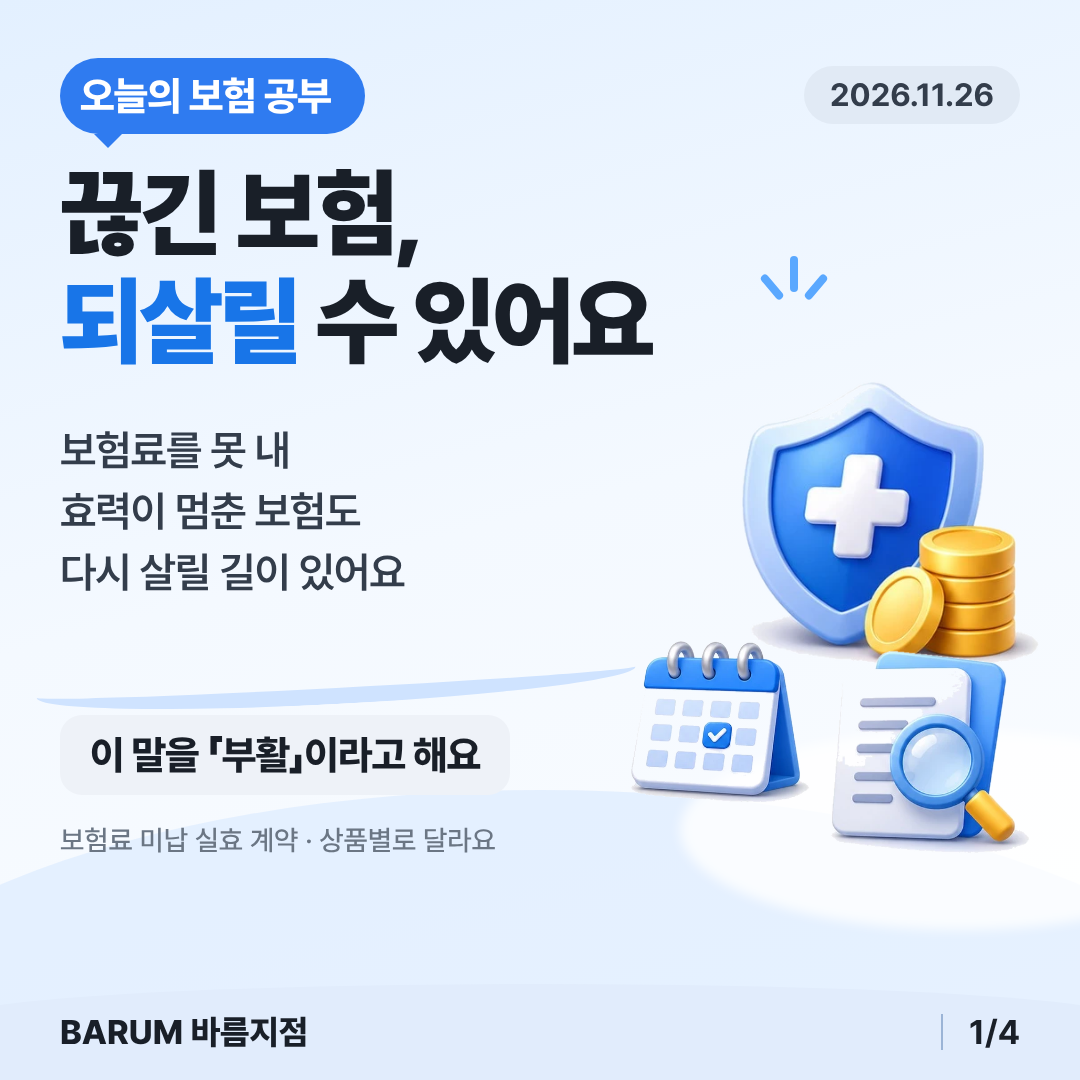 오늘의 보험 공부
2026.11.26
끊긴 보험,
되살릴 수 있어요
보험료를 못 내
효력이 멈춘 보험도
다시 살릴 길이 있어요
이 말을 「부활」이라고 해요
보험료 미납 실효 계약 · 상품별로 달라요
BARUM 바름지점
1/4